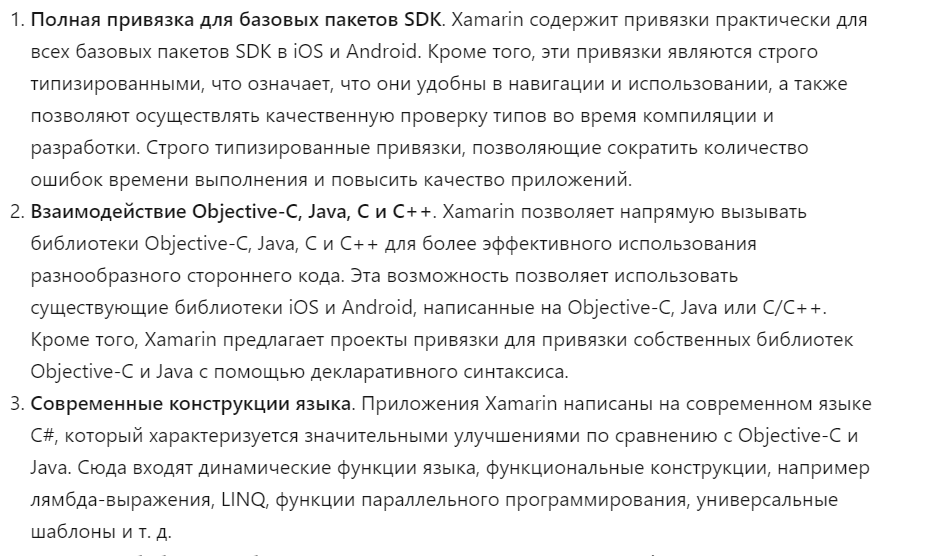 1. Полная привязка для базовых пакетов SDK. Xamarin содержит привязки практически для
всех базовых пакетов SDK в iOS и Android. Кроме того, эти привязки являются строго
типизированными, что означает, что они удобны в навигации и использовании, а также
позволяют осуществлять качественную проверку типов во время компиляции и
разработки. Строго типизированные привязки, позволяющие сократить количество
ошибок времени выполнения и повысить качество приложений.
2. Взаимодействие Objective-C, Java, C и C++. Xamarin позволяет напрямую вызывать
библиотеки Objective-C, Java, C и C++ для более эффективного использования
разнообразного стороннего кода. Эта возможность позволяет использовать
существующие библиотеки iOS и Android, написанные на Objective-C, Java или C/C++.
Кроме того, Xamarin предлагает проекты привязки для привязки собственных библиотек
Objective-C и Java с помощью декларативного синтаксиса.
3. Современные конструкции языка. Приложения Xamarin написаны на современном языке
C#, который характеризуется значительными улучшениями по сравнению с Objective-C и
Java. Сюда входят динамические функции языка, функциональные конструкции, например
лямбда-выражения, LINQ, функции параллельного программирования, универсальные
шаблоны и т. д.